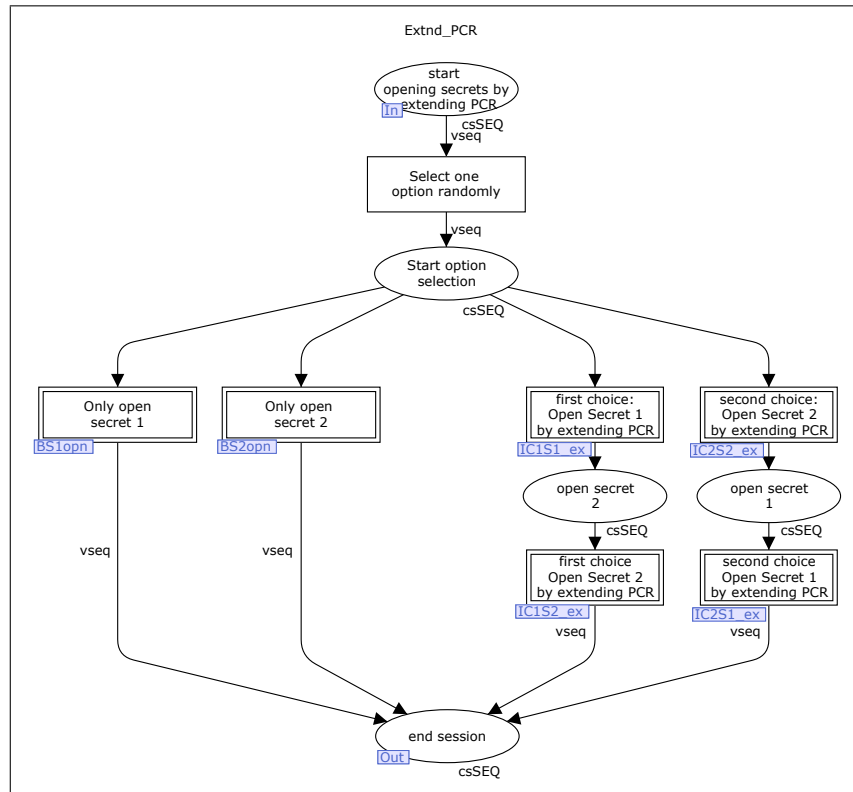 Extnd_PCR
start
opening secrets by
extending PCR
In
csSEQ
vseq
Select one
option randomly
vseq
Start option
selection
csSEQ
Only open
secret 1
BS1opn
Only open
secret 2
BS2opn
first choice:
Open Secret 1
by extending PCR
IC1S1_ex
second choice:
Open Secret 2
by extending PCR
IC2S2_ex
open secret
2
csSEQ
open secret
1
csSEQ
vseq
vseq
first choice
Open Secret 2
by extending PCR
IC1S2_ex
vseq
second choice
Open Secret 1
by extending PCR
IC2S1_ex
vseq
end session
Out
csSEQ